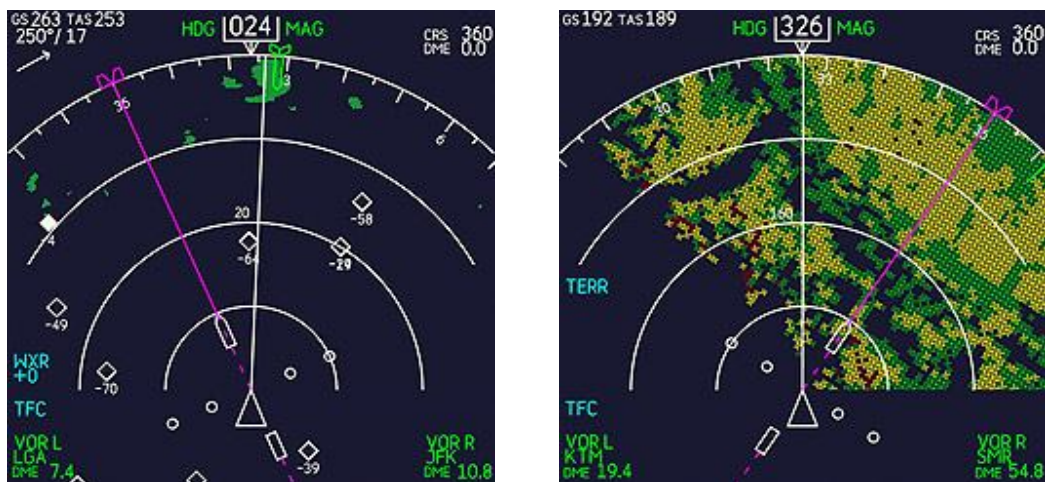 GS263 TAS253
250°/17
HDG 024 MAG
CRS 360
DME 0.0
35
3
6
20
-4
-58
-64
-29
-49
-70
WXR
+0
TFC
-39
VOR L
LGA
DME 7.4
VOR R
JFK
DME 10.8
GS192 TAS189
HDG 326 MAG
CRS 360
DME 0.0
30
160
TERR
TFC
VOR L
KTM
DME 19.4
VOR R
SMR
DME 54.8